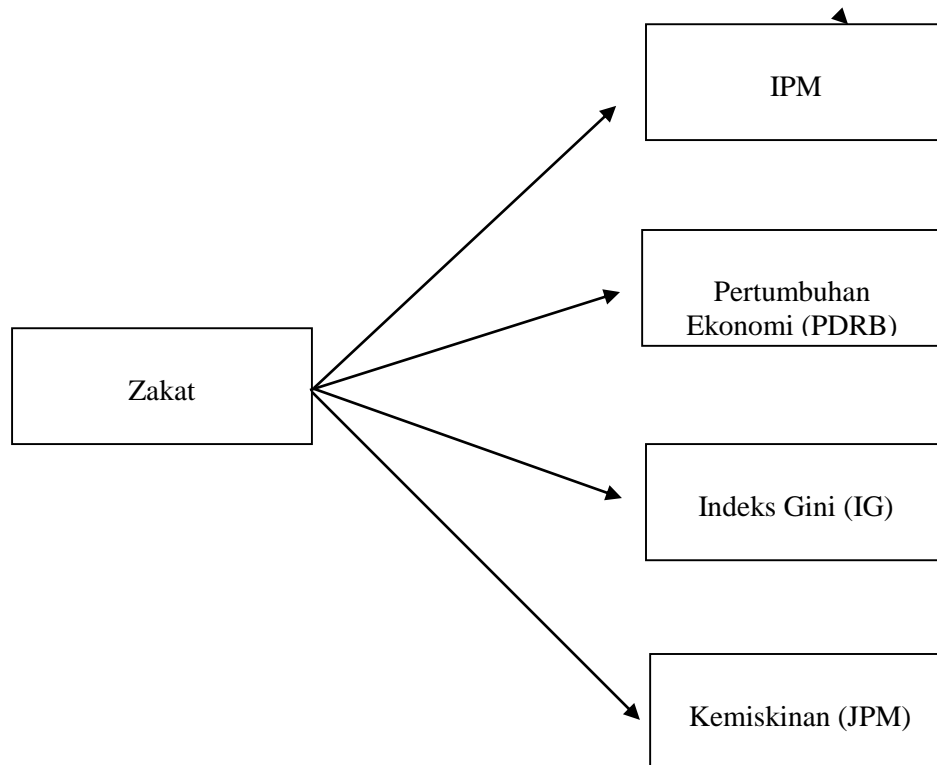 IPM
Pertumbuhan
Ekonomi (PDRB)
Zakat
Indeks Gini (IG)
Kemiskinan (JPM)